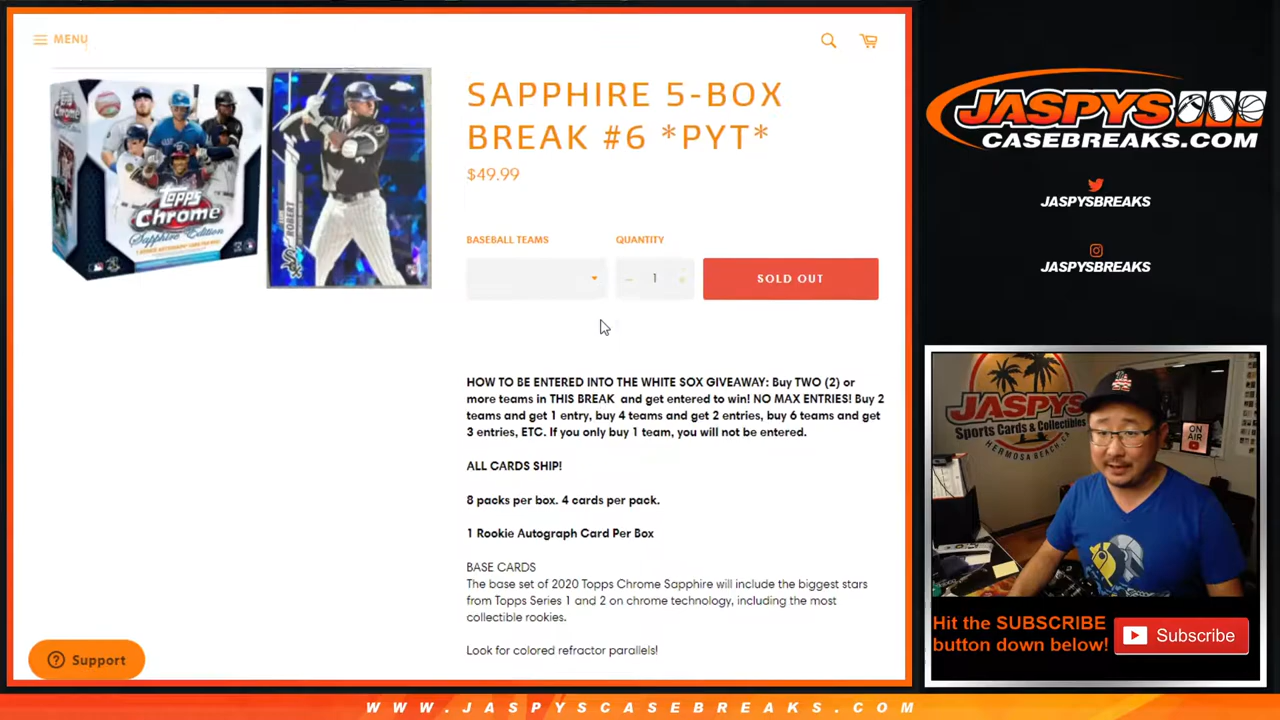 MENU
SAPPHIRE 5-BOX
BREAK #6 *PYT*
$49.99
BASEBALL TEAMS
QUANTITY
1
SOLD OUT
Topps
Chrome
Sapphire Edition
ROBERT
HOW TO BE ENTERED INTO THE WHITE SOX GIVEAWAY: Buy TWO (2) or
more teams in THIS BREAK and get entered to win! NO MAX ENTRIES! Buy 2
teams and get 1 entry, buy 4 teams and get 2 entries, buy 6 teams and get
3 entries, ETC. If you only buy 1 team, you will not be entered.
ALL CARDS SHIP!
8 packs per box. 4 cards per pack.
1 Rookie Autograph Card Per Box
BASE CARDS
The base set of 2020 Topps Chrome Sapphire will include the biggest stars
from Topps Series 1 and 2 on chrome technology, including the most
collectible rookies.
Look for colored refractor parallels!
Support
JASPYS
CASEBREAKS.COM
JASPYSBREAKS
JASPYSBREAKS
JASPYS
Sports Cards & Collectibles
HERMOSA BEACH, CA
ON
AIR
Hit the SUBSCRIBE
button down below!
Subscribe
WWW.JASPYSCASEBREAKS.COM